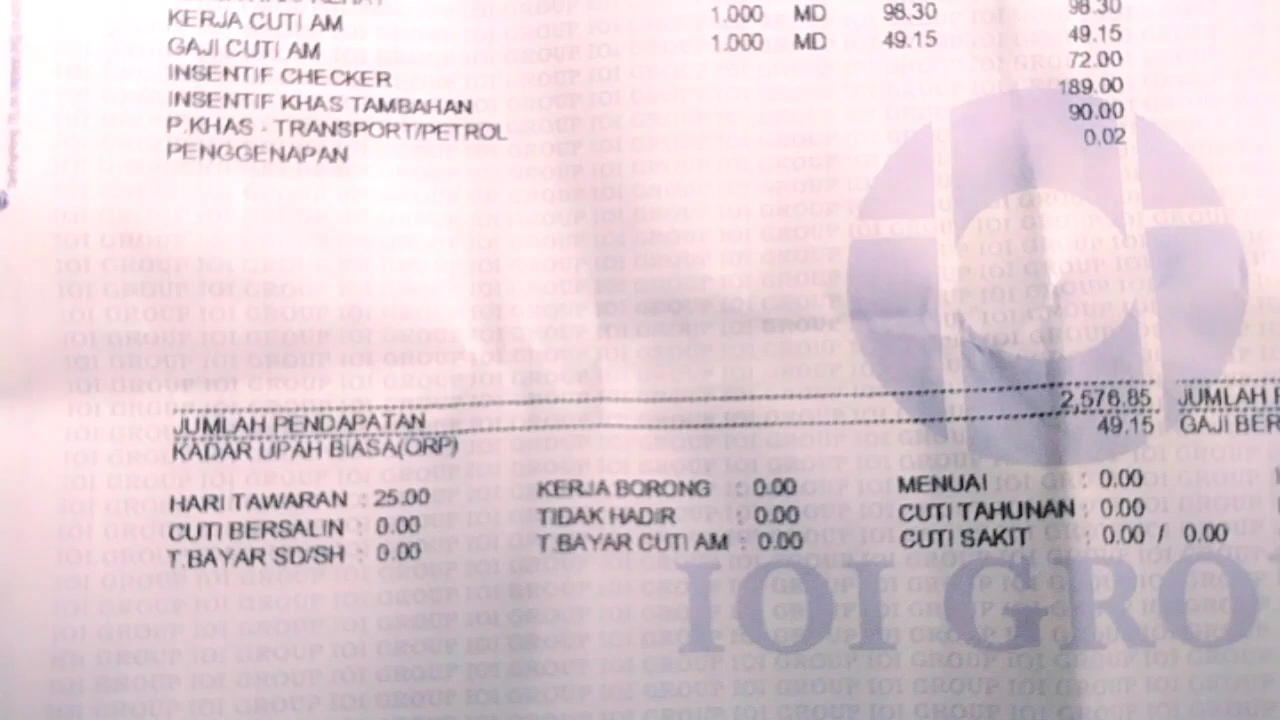 KERJA CUTI AM 1.000 MD 98.30 98.30
GAJI CUTI AM 1.000 MD 49.15 49.15
INSENTIF CHECKER 72.00
INSENTIF KHAS TAMBAHAN 189.00
P.KHAS - TRANSPORT/PETROL 90.00
PENGGENAPAN 0.02
JUMLAH PENDAPATAN 2,578.85 JUMLAH
KADAR UPAH BIASA(ORP) 49.15 GAJI
HARI TAWARAN : 25.00 KERJA BORONG : 0.00 MENUAI : 0.00
CUTI BERSALIN : 0.00 TIDAK HADIR : 0.00 CUTI TAHUNAN : 0.00
T.BAYAR SD/SH : 0.00 T.BAYAR CUTI AM : 0.00 CUTI SAKIT : 0.00 / 0.00
IOI GRO